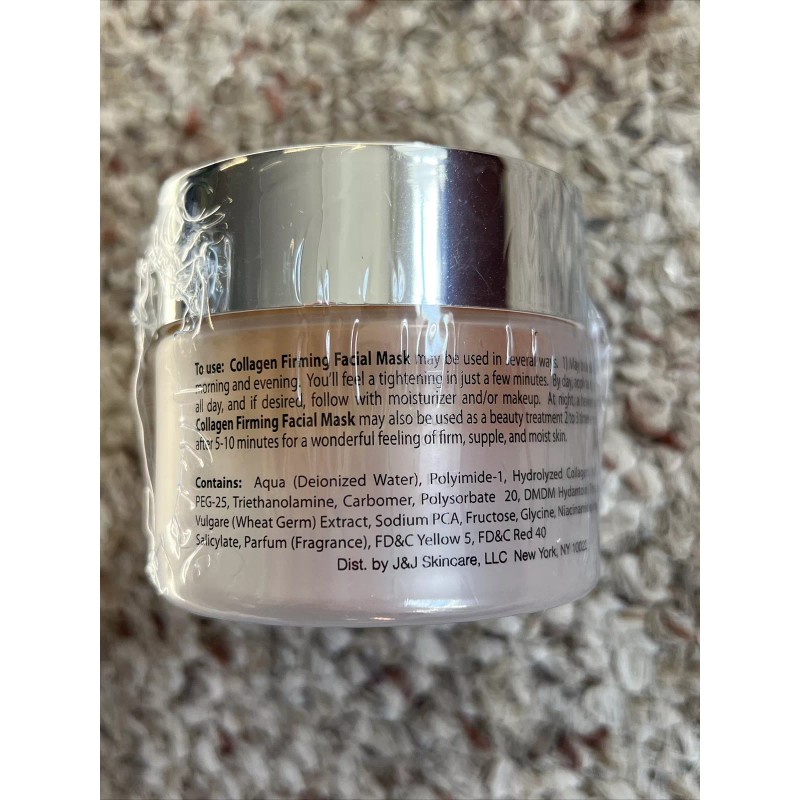 To use: Collagen Firming Facial Mask may be used in several ways. 1) May
morning and evening. You'll feel a tightening in just a few minutes. By day, apply
all day, and if desired, follow with moisturizer and/or makeup. At night,
Collagen Firming Facial Mask may also be used as a beauty treatment 2 to 3 times
after 5-10 minutes for a wonderful feeling of firm, supple, and moist skin.
Contains: Aqua (Deionized Water), Polyimide-1, Hydrolyzed Collagen,
PEG-25, Triethanolamine, Carbomer, Polysorbate 20, DMDM Hydantoin,
Vulgare (Wheat Germ) Extract, Sodium PCA, Fructose, Glycine, Niacinamide
Salicylate, Parfum (Fragrance), FD&C Yellow 5, FD&C Red 40
Dist. by J&J Skincare, LLC New York, NY 10022